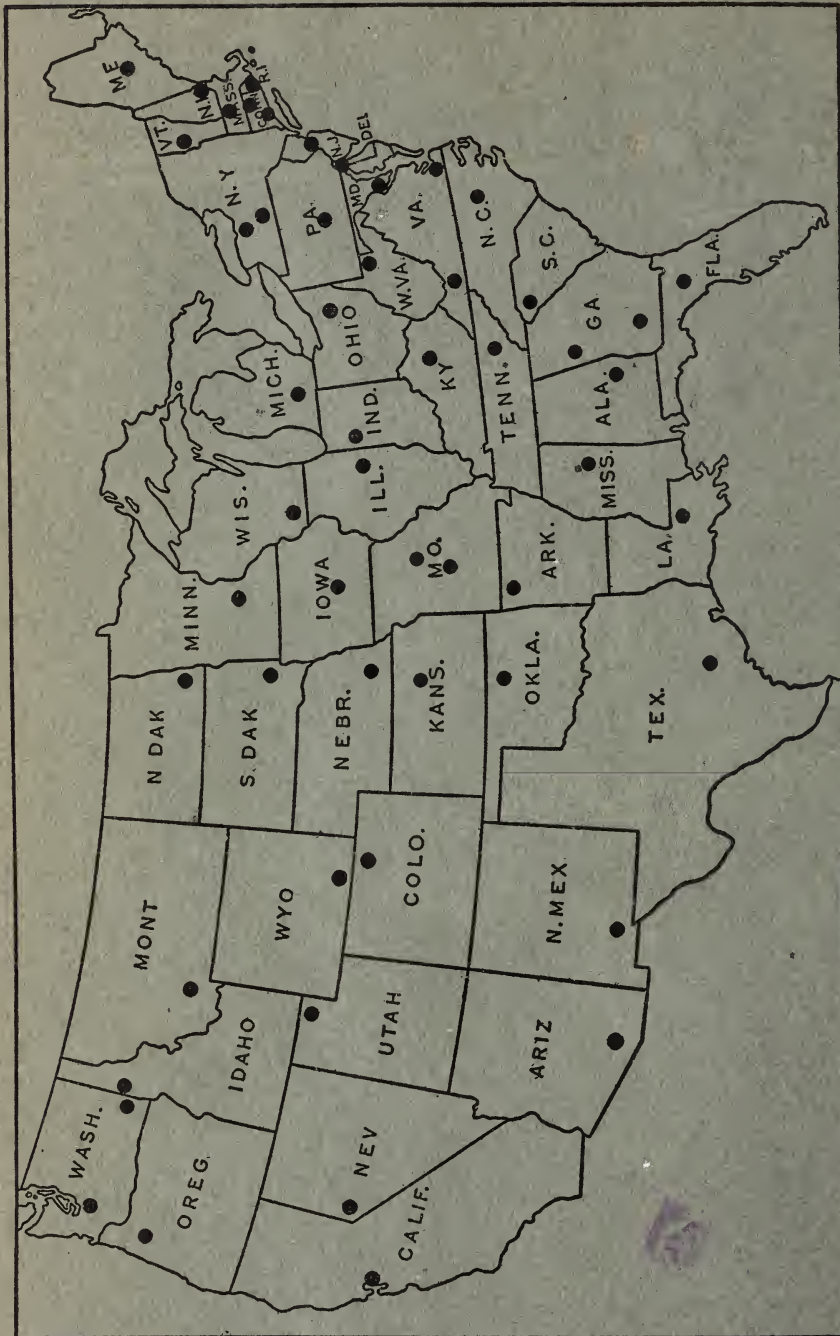 WASH.
OREG.
CALIF.
NEV
IDAHO
MONT
WYO
UTAH
ARIZ
COLO.
N.MEX
N DAK
S. DAK
NEBR.
KANS.
OKLA.
TEX.
MINN.
IOWA
MO.
ARK.
LA.
WIS.
ILL.
MICH.
IND.
OHIO
KY
TENN.
MISS.
ALA.
GA
FLA.
S.C.
N.C.
VA.
W.VA.
MD.
DEL
PA.
N.J
N.Y
VT.
N.H
ME
MASS.
CONN
R.I